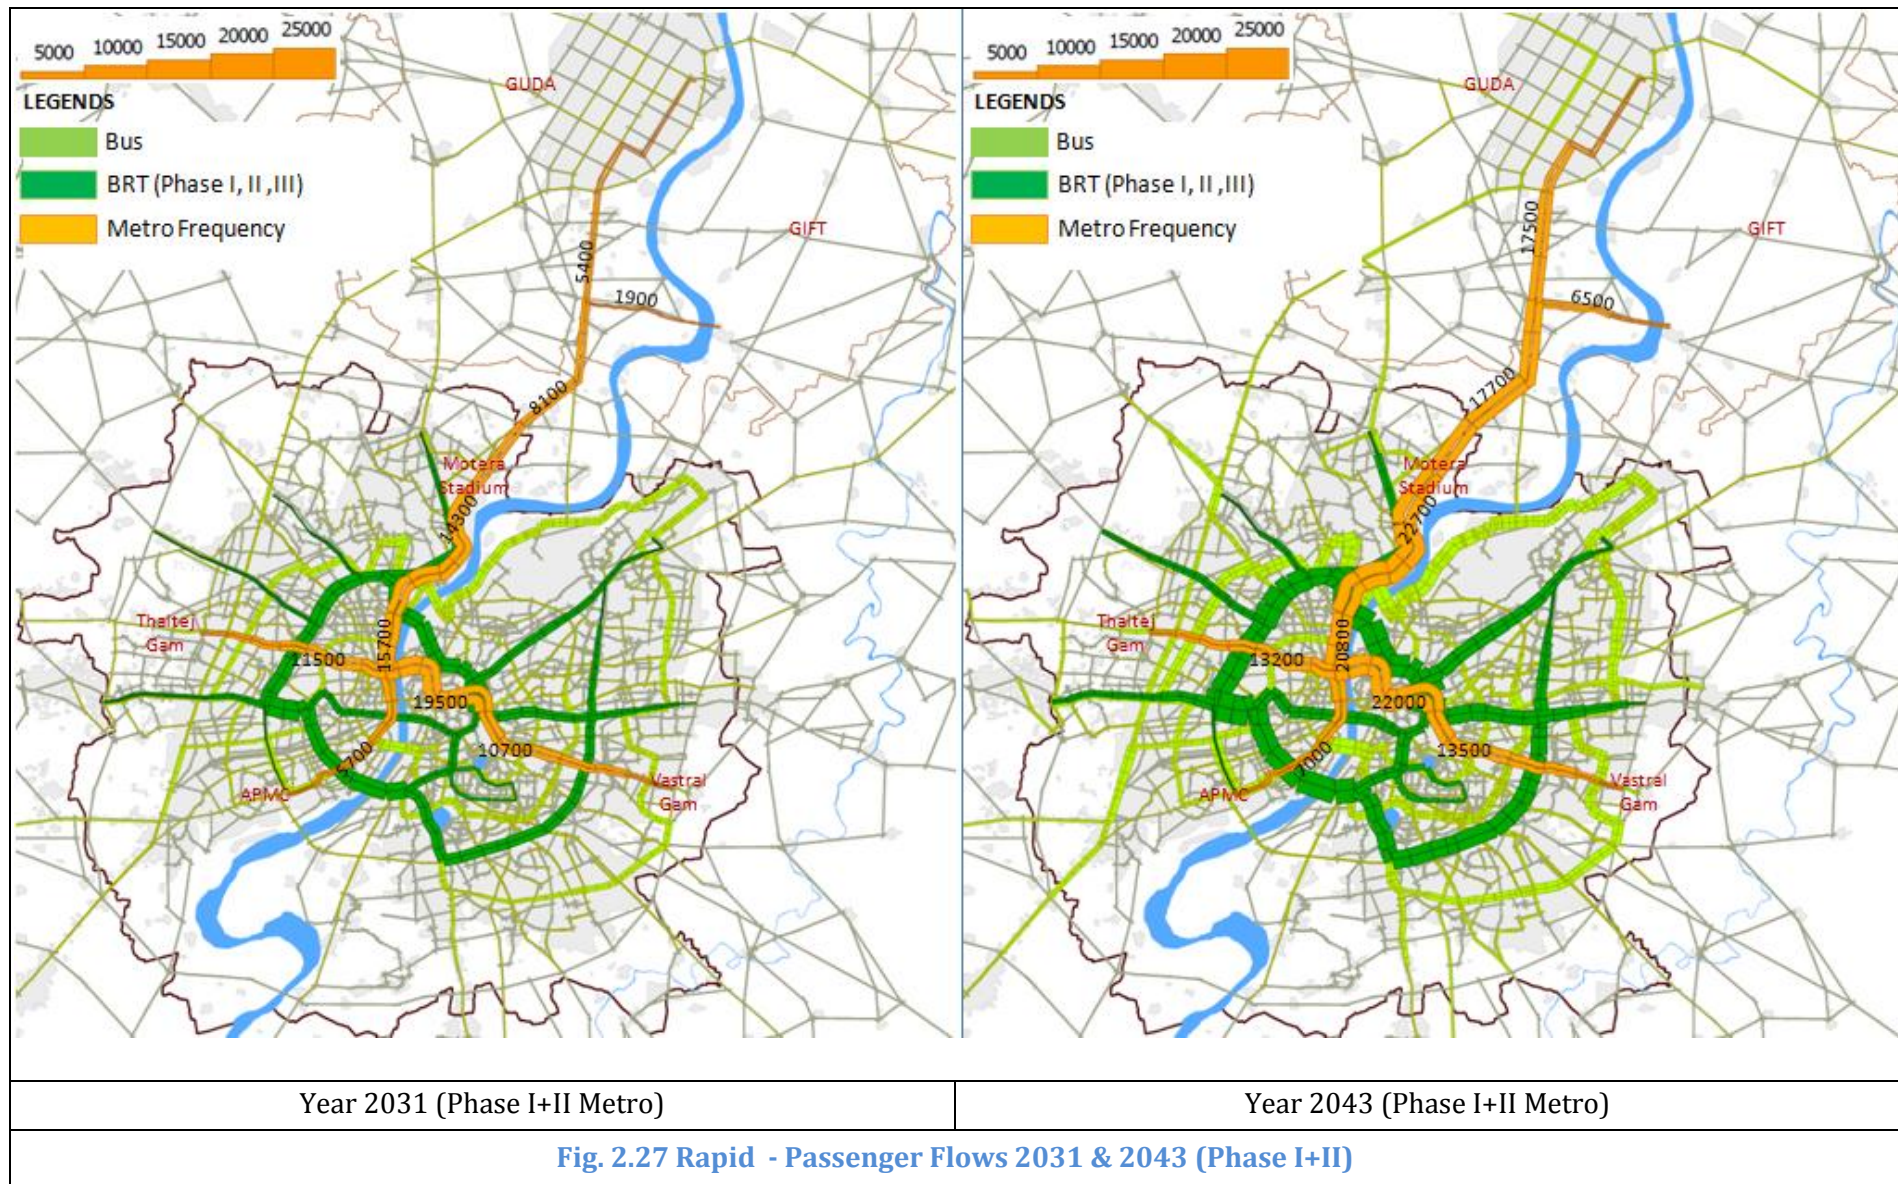 5000 10000 15000 20000 25000
LEGENDS
Bus
BRT (Phase I, II ,III)
Metro Frequency
GUDA
GIFT
5400
1900
8100
Motera
Stadium
14300
Thaltej
Gam
11500
15700
19500
10700
APMC
Vastral
Gam
5000 10000 15000 20000 25000
LEGENDS
Bus
BRT (Phase I, II ,III)
Metro Frequency
GUDA
GIFT
17500
6500
17700
Motera
Stadium
22700
Thaltej
Gam
13200
20800
22000
13500
7000
APMC
Vastral
Gam
Year 2031 (Phase I+II Metro)
Year 2043 (Phase I+II Metro)
Fig. 2.27 Rapid - Passenger Flows 2031 & 2043 (Phase I+II)